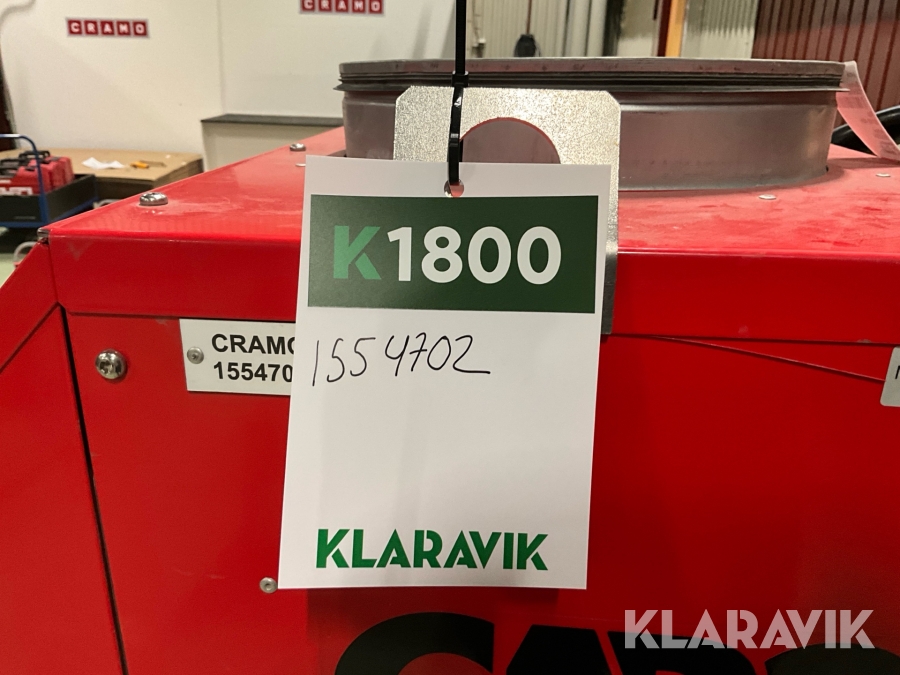 CRAMO
CRAMO
K1800
CRAMO
155470
1554702
KLARAVIK
KLARAVIK